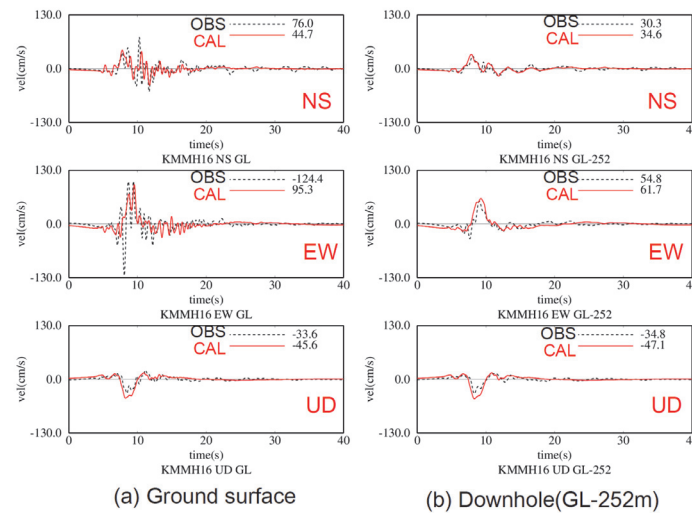 130.0
OBS 76.0
CAL 44.7
vel(cm/s)
0.0
NS
-130.0
0 10 20 30 40
time(s)
KMMH16 NS GL
130.0
OBS -124.4
CAL 95.3
vel(cm/s)
0.0
EW
-130.0
0 10 20 30 40
time(s)
KMMH16 EW GL
130.0
OBS -33.6
CAL -45.6
vel(cm/s)
0.0
UD
-130.0
0 10 20 30 40
time(s)
KMMH16 UD GL
(a) Ground surface
130.0
OBS 30.3
CAL 34.6
vel(cm/s)
0.0
NS
-130.0
0 10 20 30 40
time(s)
KMMH16 NS GL-252
130.0
OBS 54.8
CAL 61.7
vel(cm/s)
0.0
EW
-130.0
0 10 20 30
time(s)
KMMH16 EW GL-252
130.0
OBS -34.8
CAL -47.1
vel(cm/s)
0.0
UD
-130.0
0 10 20 30
time(s)
KMMH16 UD GL-252
(b) Downhole(GL-252m)